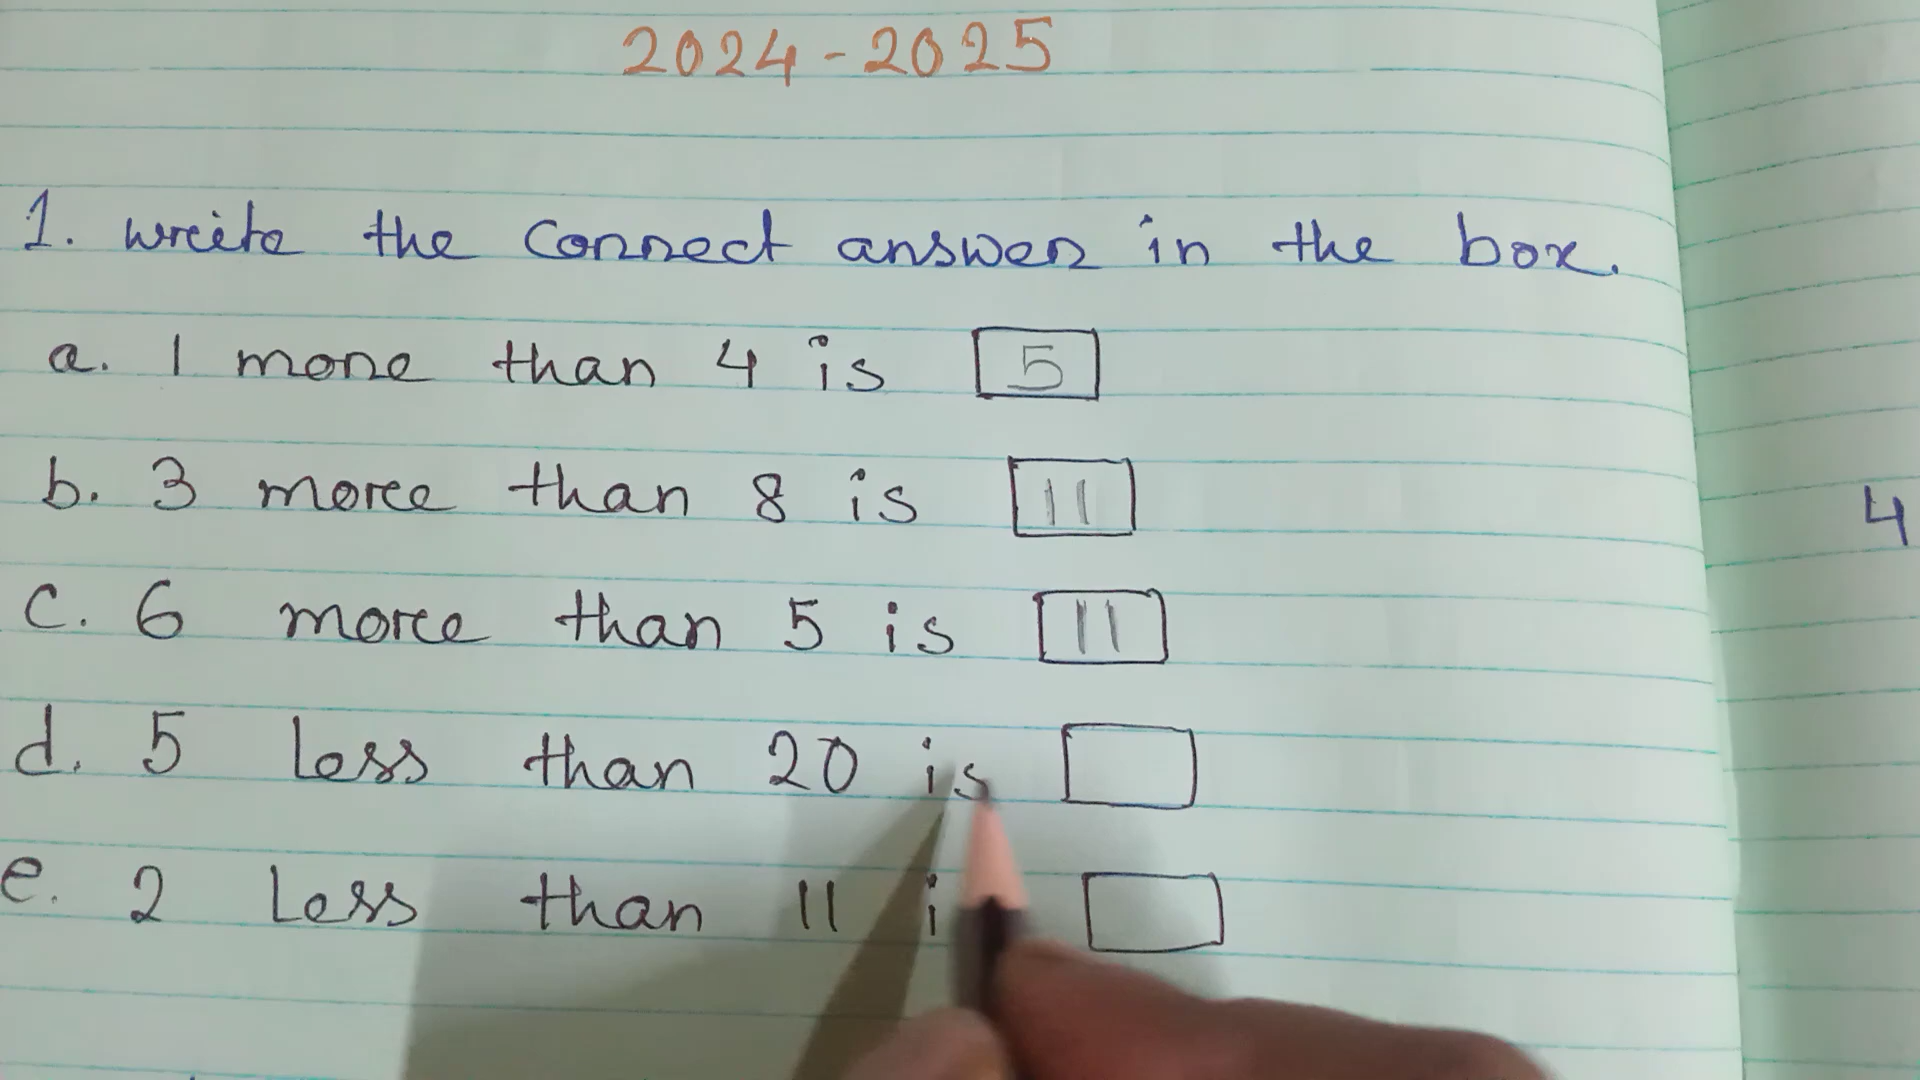 2024-2025
1. write the correct answer in the box.
a. 1 more than 4 is 5
b. 3 more than 8 is 11
c. 6 more than 5 is 11
d. 5 Less than 20 is
e. 2 Less than 11 i
4